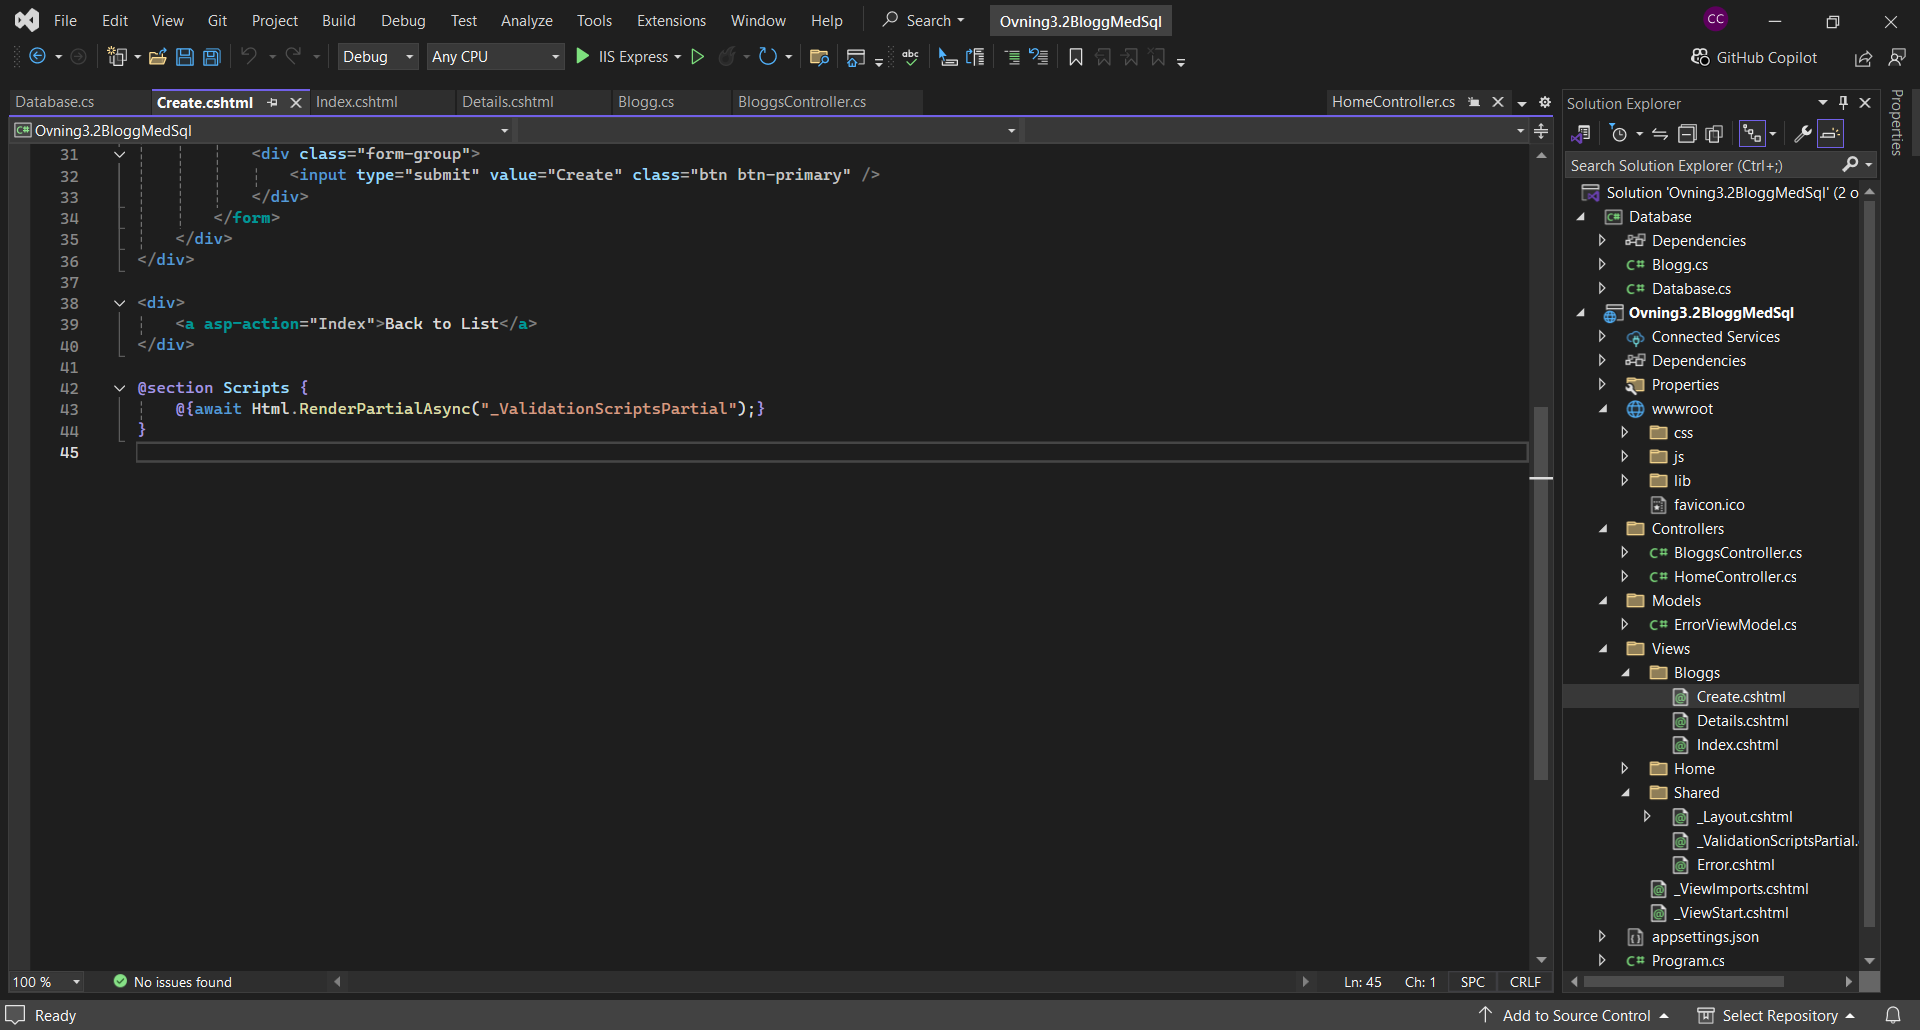 File Edit View Git Project Build Debug Test Analyze Tools Extensions Window Help Search Ovning3.2BloggMedSql CC
Debug Any CPU IIS Express abc GitHub Copilot
Database.cs Create.cshtml Index.cshtml Details.cshtml Blogg.cs BloggsController.cs HomeController.cs
C# Ovning3.2BloggMedSql
31 <div class="form-group">
32 <input type="submit" value="Create" class="btn btn-primary" />
33 </div>
34 </form>
35 </div>
36 </div>
37
38 <div>
39 <a asp-action="Index">Back to List</a>
40 </div>
41
42 @section Scripts {
43 @{await Html.RenderPartialAsync("_ValidationScriptsPartial");}
44 }
45
100 % No issues found Ln: 45 Ch: 1 SPC CRLF
Solution Explorer
Search Solution Explorer (Ctrl+;)
Solution 'Ovning3.2BloggMedSql' (2 o
C# Database
Dependencies
C# Blogg.cs
C# Database.cs
Ovning3.2BloggMedSql
Connected Services
Dependencies
Properties
wwwroot
css
js
lib
favicon.ico
Controllers
C# BloggsController.cs
C# HomeController.cs
Models
C# ErrorViewModel.cs
Views
Bloggs
Create.cshtml
Details.cshtml
Index.cshtml
Home
Shared
_Layout.cshtml
_ValidationScriptsPartial.
Error.cshtml
_ViewImports.cshtml
_ViewStart.cshtml
appsettings.json
C# Program.cs
Properties
Ready Add to Source Control Select Repository